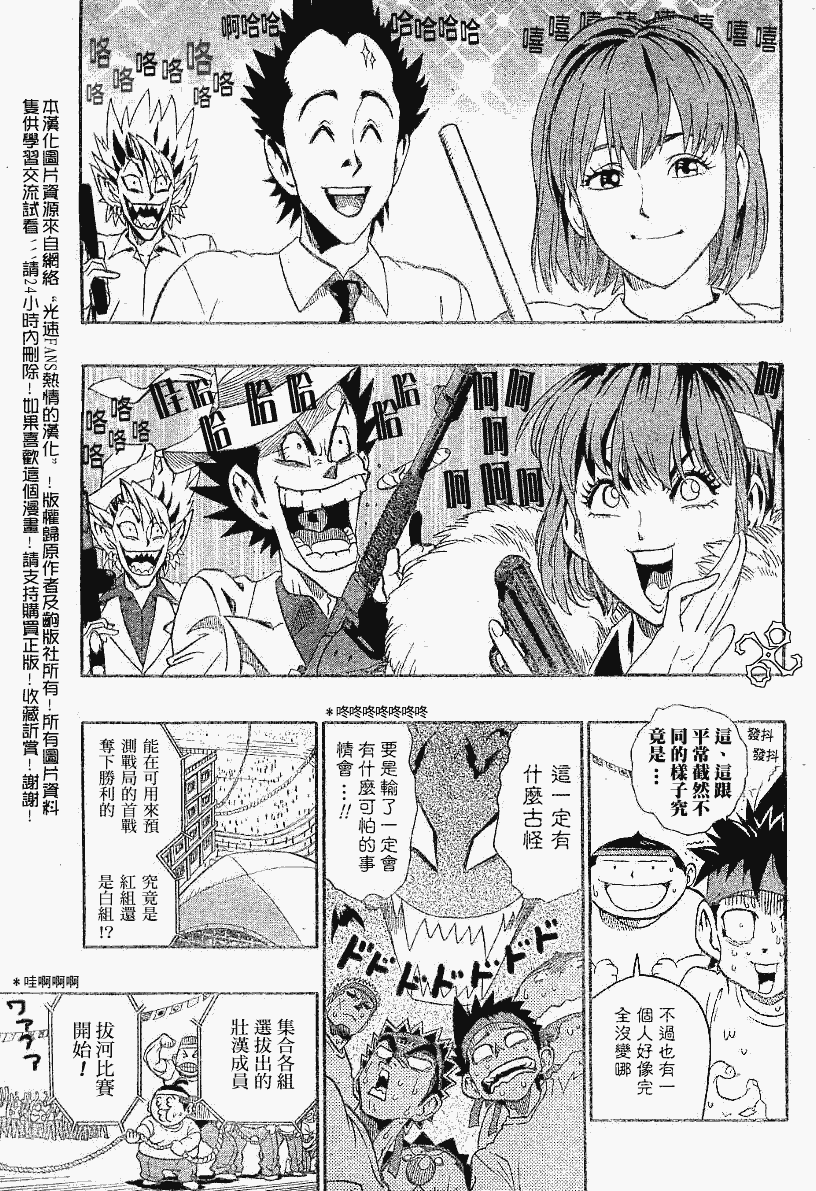 嘻嘻嘻嘻嘻嘻嘻
啊哈哈哈哈哈哈哈
咯咯咯咯咯
咯咯
呵呵呵
呵
呵呵呵
哇哈哈哈哈
哈哈哈哈
咯咯咯
咯咯
發抖
發抖
這、這跟
平常截然不
同的樣子究
竟是…
不過也有一
個人好像完
全沒變哪
*咚咚咚咚咚咚咚
這一定有
什麼古怪
要是輸了一定會
有什麼可怕的事
情會…!!
ドドドドドドド
能在可用來預
測戰局的首戰
奪下勝利的
究竟是
紅組還
是白組!?
*哇啊啊啊
集合各組
選拔出的
壯漢成員
拔河比賽
開始！
ワアアア
本漢化圖片資源來自網絡“光速FANS熱情的漢化”！版權歸原作者及齣版社所有！所有圖片資料
隻供學習交流試看、、、請24小時內刪除！如果喜歡這個漫畫！請支持購買正版！收藏訢賞！謝謝！